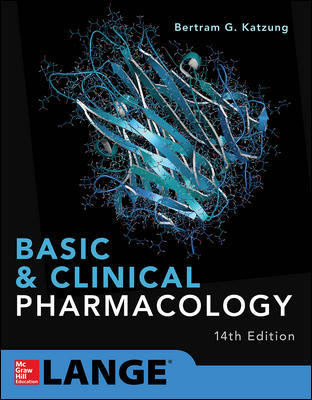 Bertram G. Katzung
BASIC
& CLINICAL
PHARMACOLOGY
14th Edition
Mc
Graw
Hill
Education
LANGE®